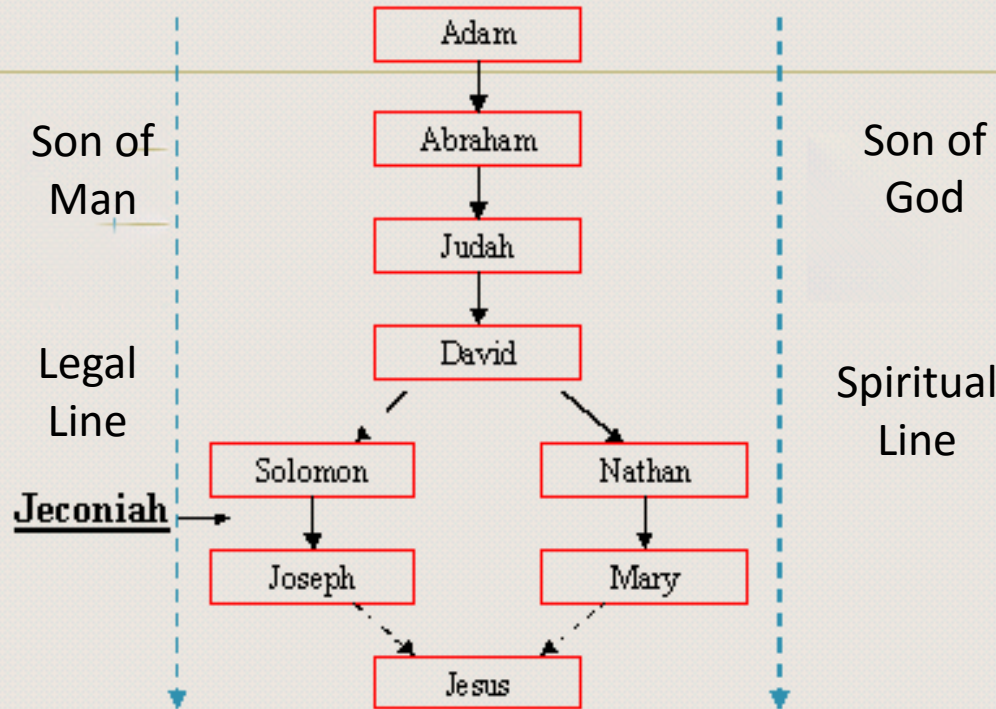 Adam
Son of
Man
Abraham
Son of
God
Judah
David
Legal
Line
Spiritual
Line
Solomon
Nathan
Jeconiah
Joseph
Mary
Jesus